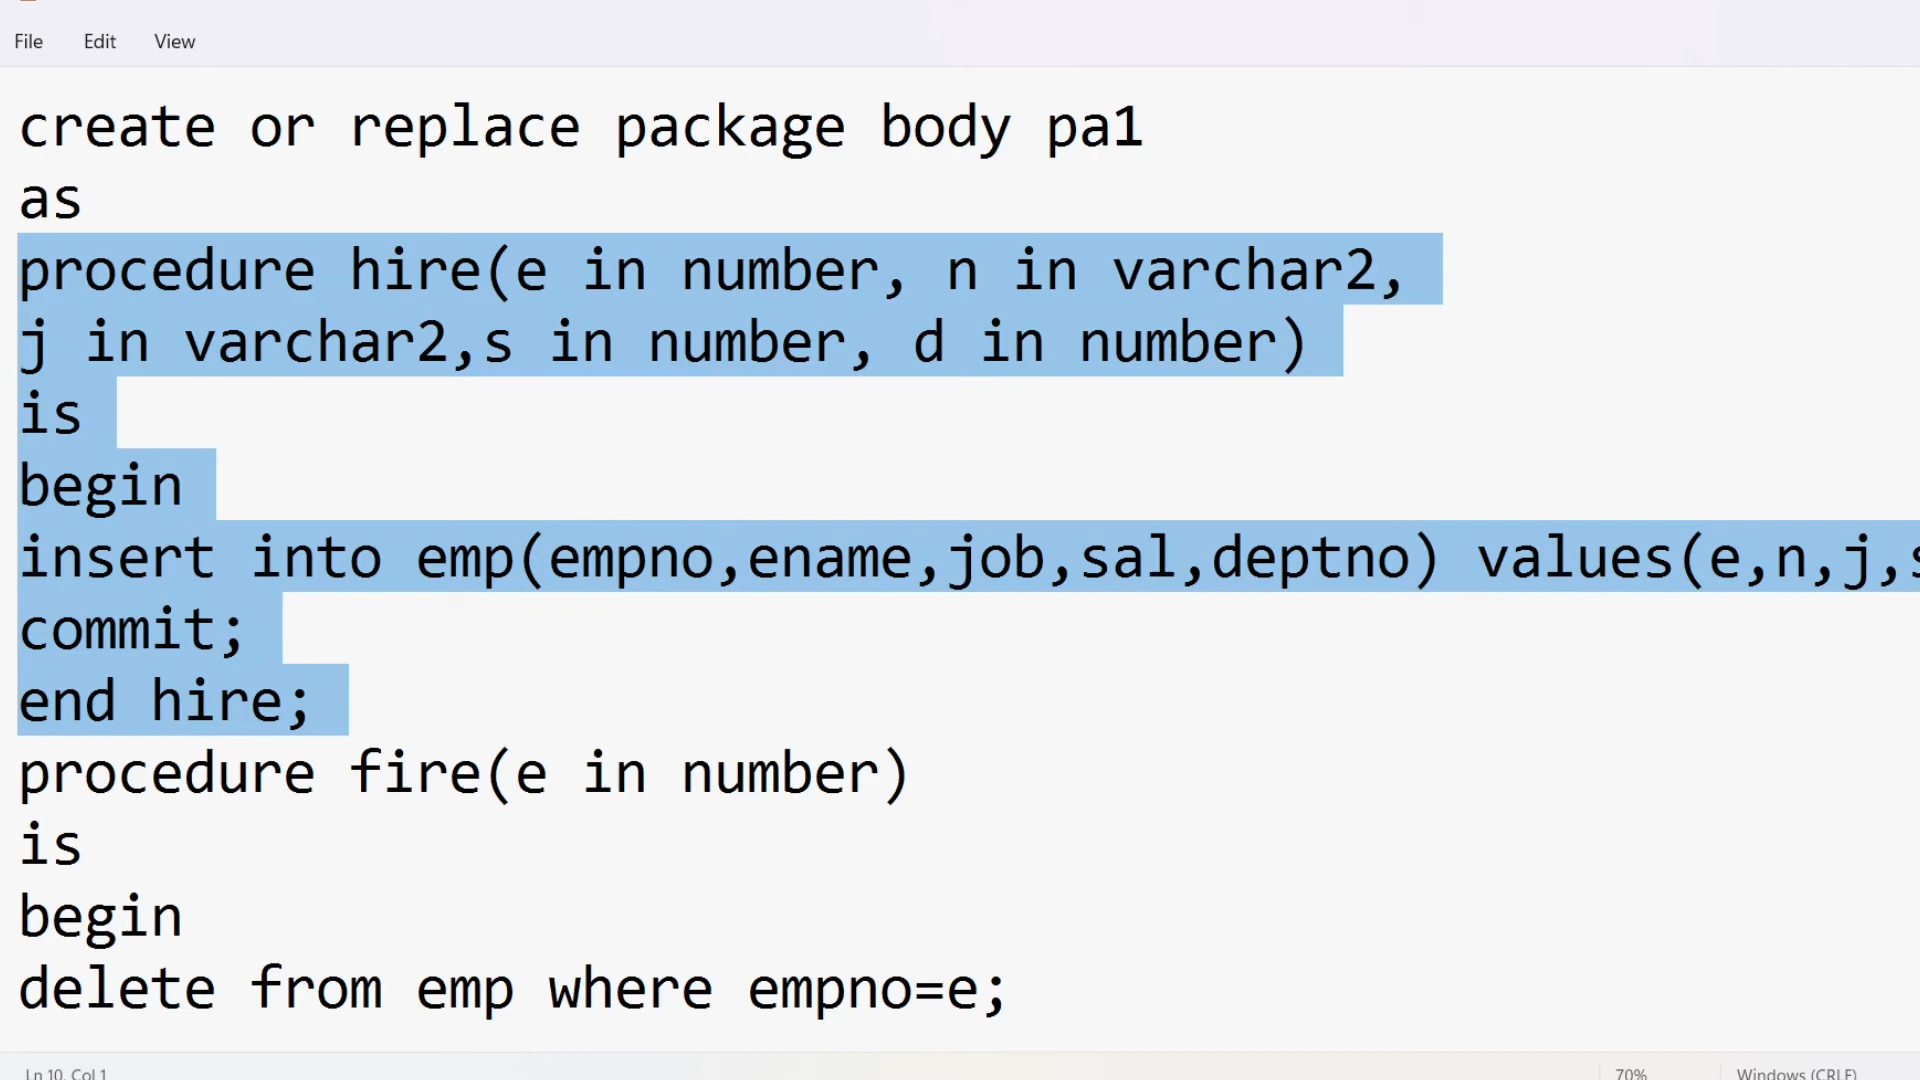 File Edit View
create or replace package body pa1
as
procedure hire(e in number, n in varchar2,
j in varchar2,s in number, d in number)
is
begin
insert into emp(empno,ename,job,sal,deptno) values(e,n,j,s
commit;
end hire;
procedure fire(e in number)
is
begin
delete from emp where empno=e;
Ln 10, Col 1 70% Windows (CRLF)